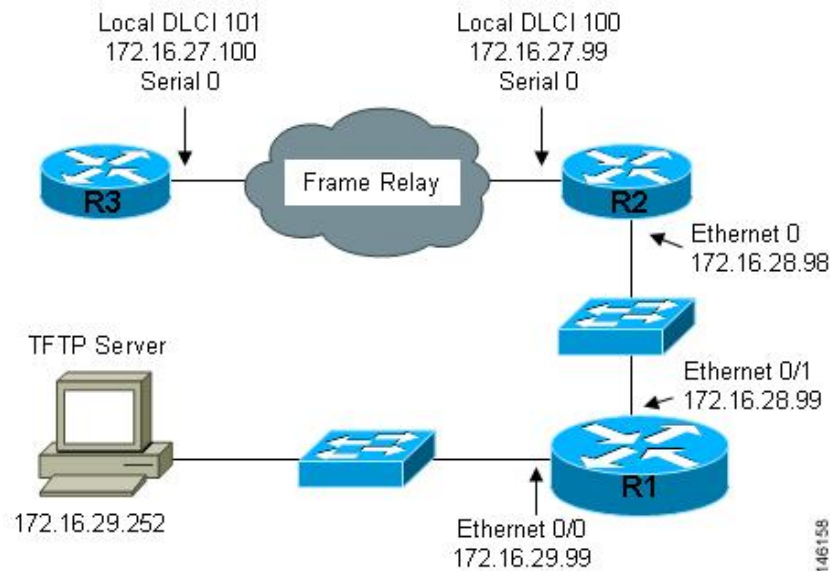 Local DLCI 101
172.16.27.100
Serial 0
Local DLCI 100
172.16.27.99
Serial 0
R3
Frame Relay
R2
Ethernet 0
172.16.28.98
TFTP Server
172.16.29.252
Ethernet 0/1
172.16.28.99
R1
Ethernet 0/0
172.16.29.99
146158